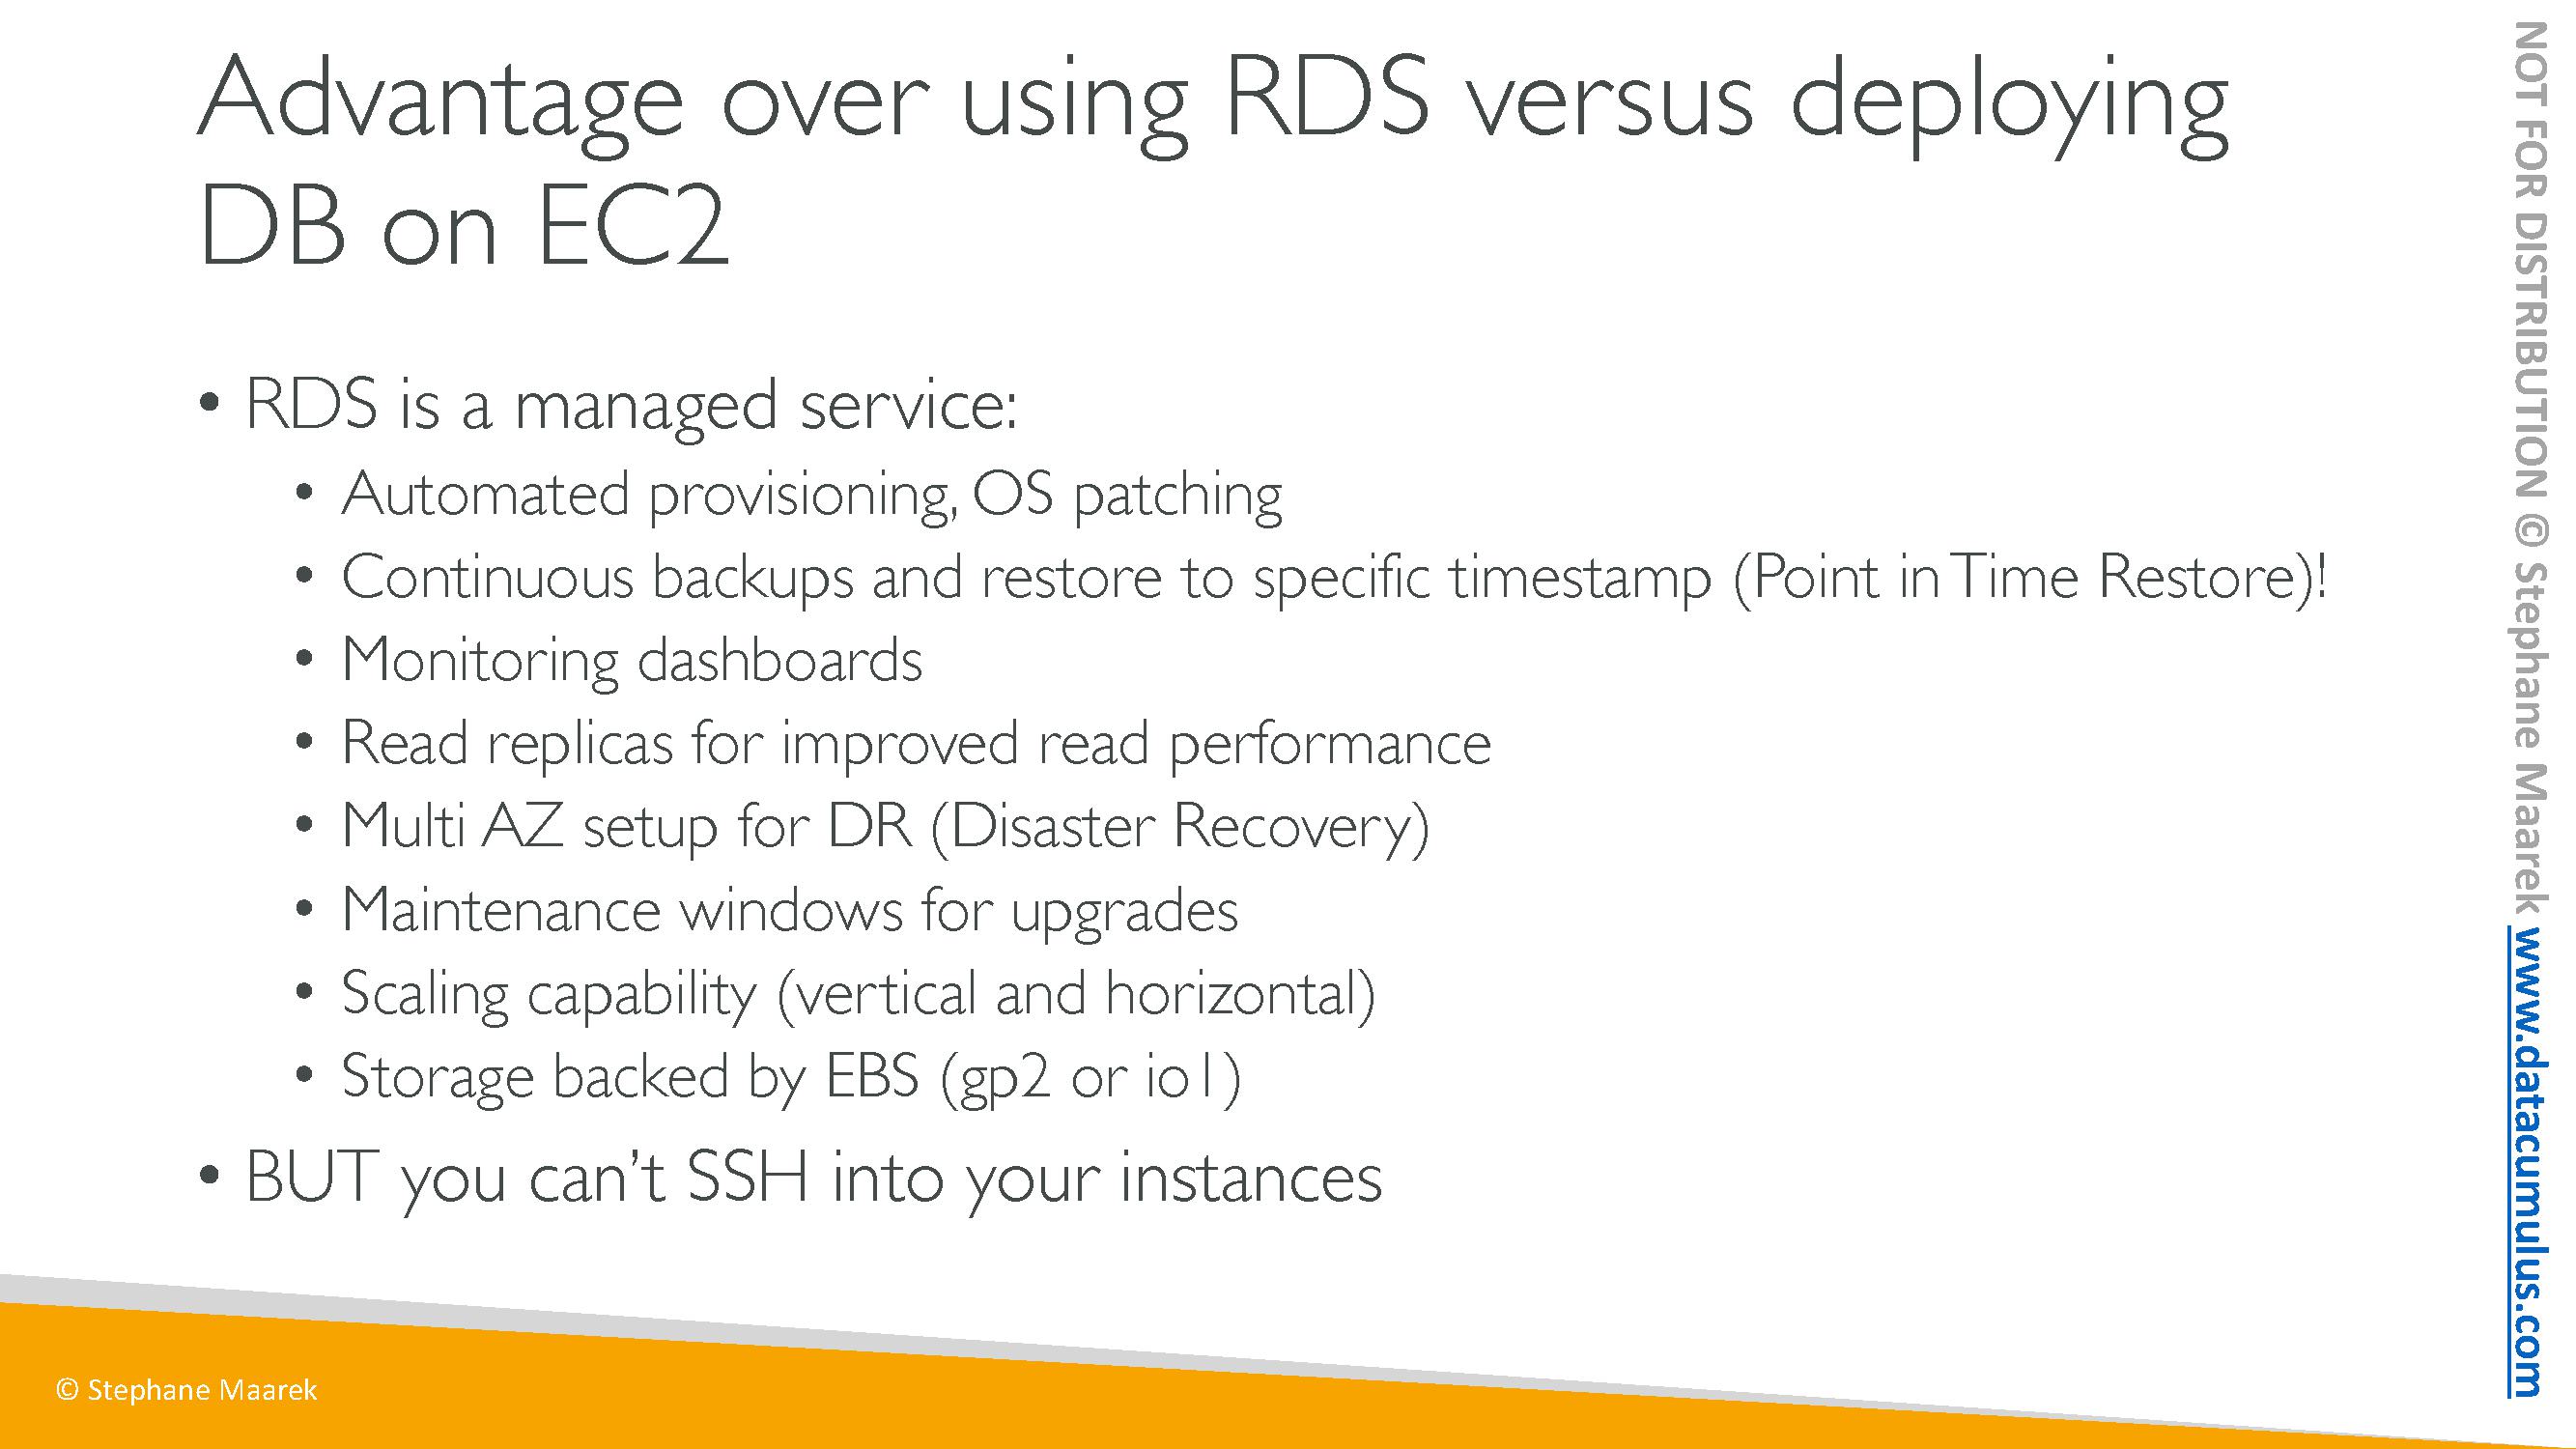 Advantage over using RDS versus deploying
DB on EC2
• RDS is a managed service:
• Automated provisioning, OS patching
• Continuous backups and restore to specific timestamp (Point in Time Restore)!
• Monitoring dashboards
• Read replicas for improved read performance
• Multi AZ setup for DR (Disaster Recovery)
• Maintenance windows for upgrades
• Scaling capability (vertical and horizontal)
• Storage backed by EBS (gp2 or io1)
• BUT you can’t SSH into your instances
© Stephane Maarek
NOT FOR DISTRIBUTION © Stephane Maarek www.datacumulus.com